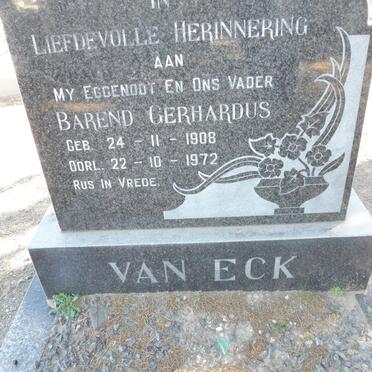 IN
LIEFDEVOLLE HERINNERING
AAN
MY EGGENOOT EN ONS VADER
BAREND GERHARDUS
GEB. 24 - 11 - 1908
OORL. 22 - 10 - 1972
RUS IN VREDE.
VAN ECK